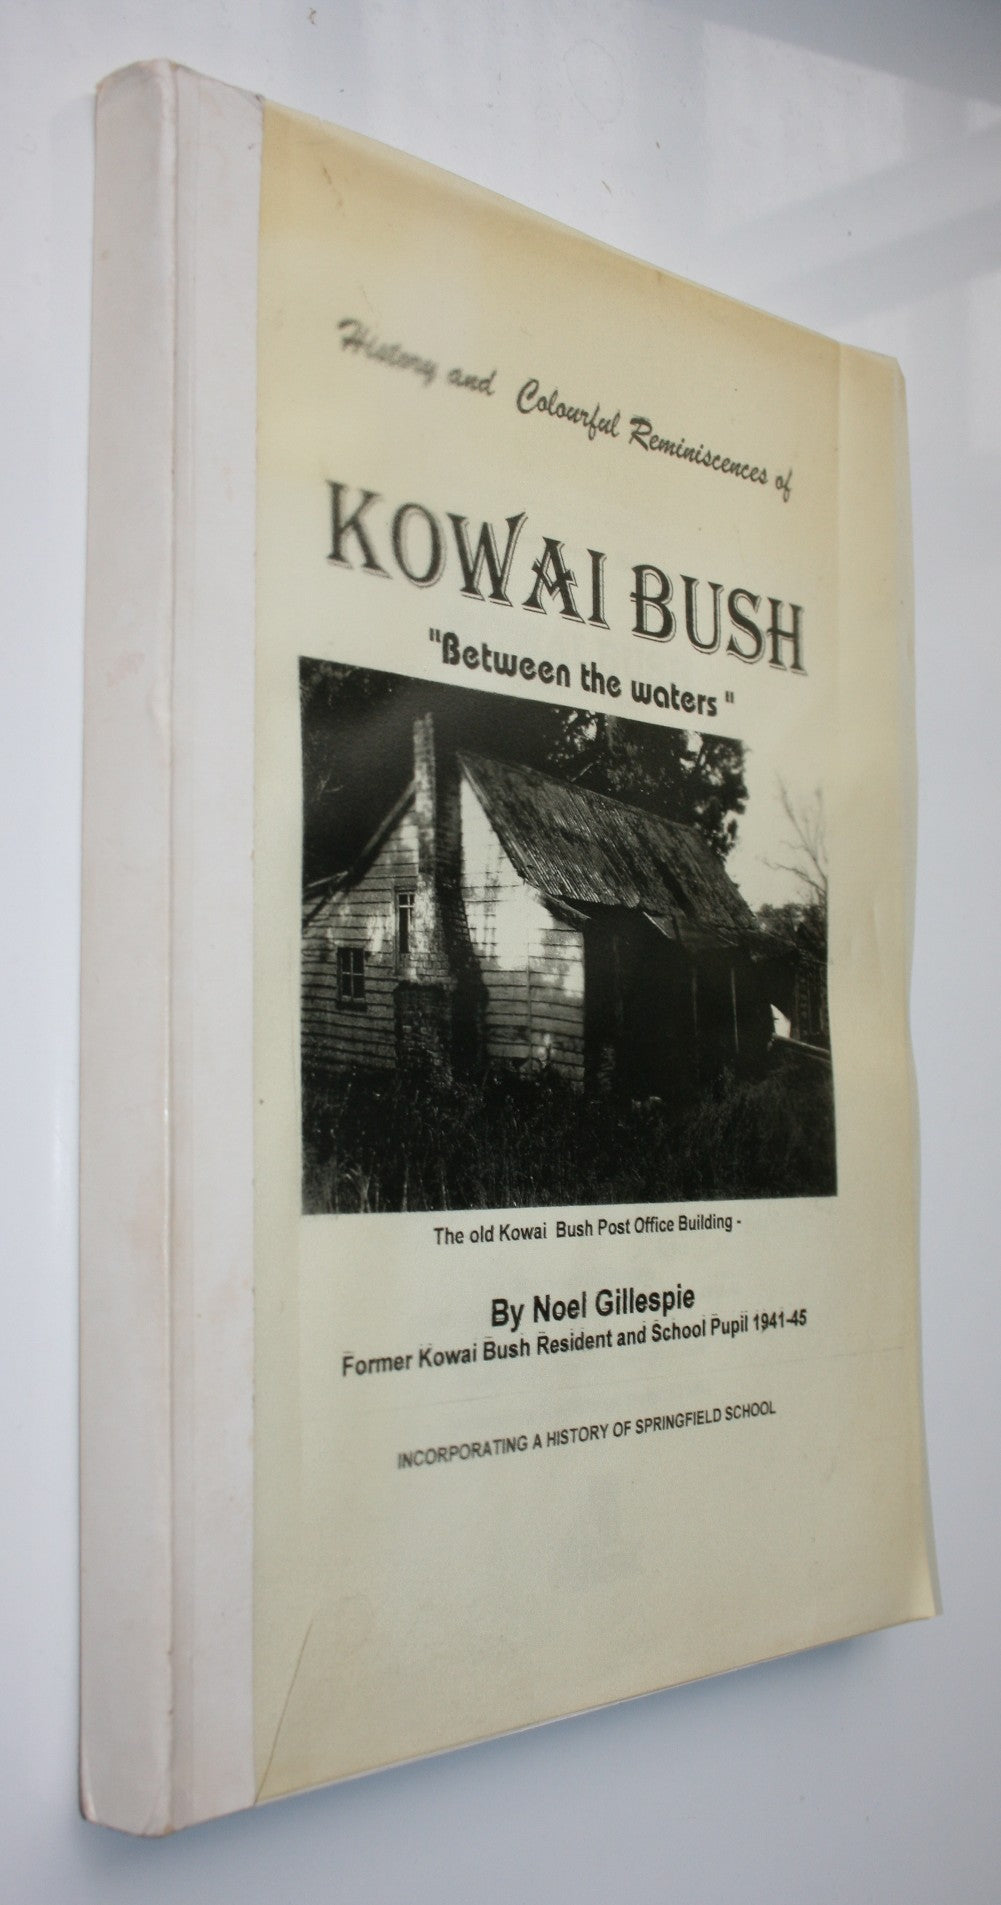 History and Colourful Reminiscences of
KOWAI BUSH
"Between the waters"
The old Kowai Bush Post Office Building -
By Noel Gillespie
Former Kowai Bush Resident and School Pupil 1941-45
INCORPORATING A HISTORY OF SPRINGFIELD SCHOOL